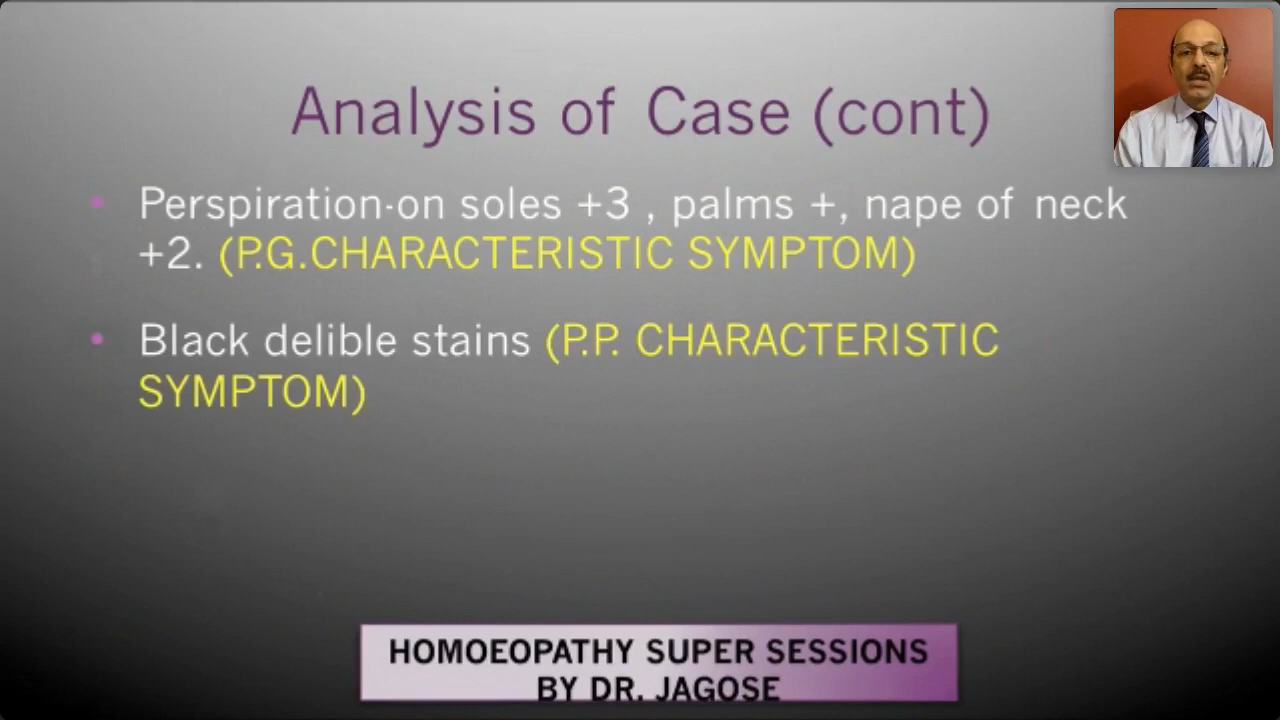 Analysis of Case (cont)
• Perspiration-on soles +3 , palms +, nape of neck
+2. (P.G.CHARACTERISTIC SYMPTOM)
• Black delible stains (P.P. CHARACTERISTIC
SYMPTOM)
HOMOEOPATHY SUPER SESSIONS
BY DR. JAGOSE